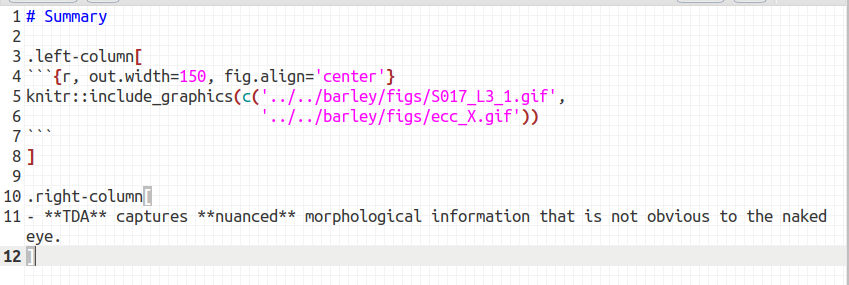 1 # Summary
2
3 .left-column[
4 ```{r, out.width=150, fig.align='center'}
5 knitr::include_graphics(c('../../barley/figs/S017_L3_1.gif',
6                           '../../barley/figs/ecc_X.gif'))
7 ```
8 ]
9
10 .right-column[
11 - **TDA** captures **nuanced** morphological information that is not obvious to the naked
eye.
12 ]